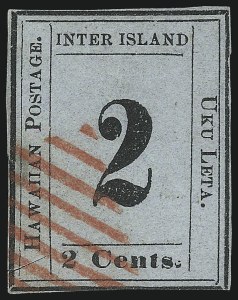 INTER ISLAND
HAWAIIAN POSTAGE.
2
UKU LETA.
2 Cents.